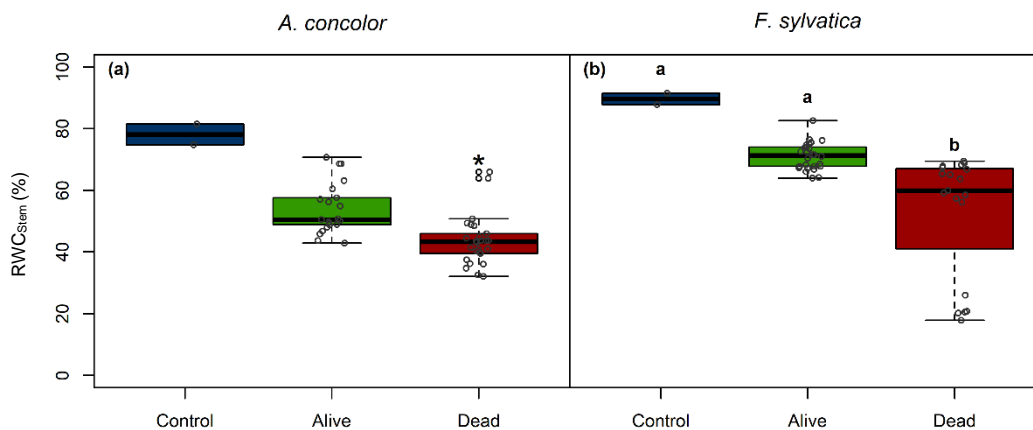 A. concolor
F. sylvatica
(a)
(b)
a
a
b
*
RWCStem (%)
100
80
60
40
20
0
Control
Alive
Dead
Control
Alive
Dead